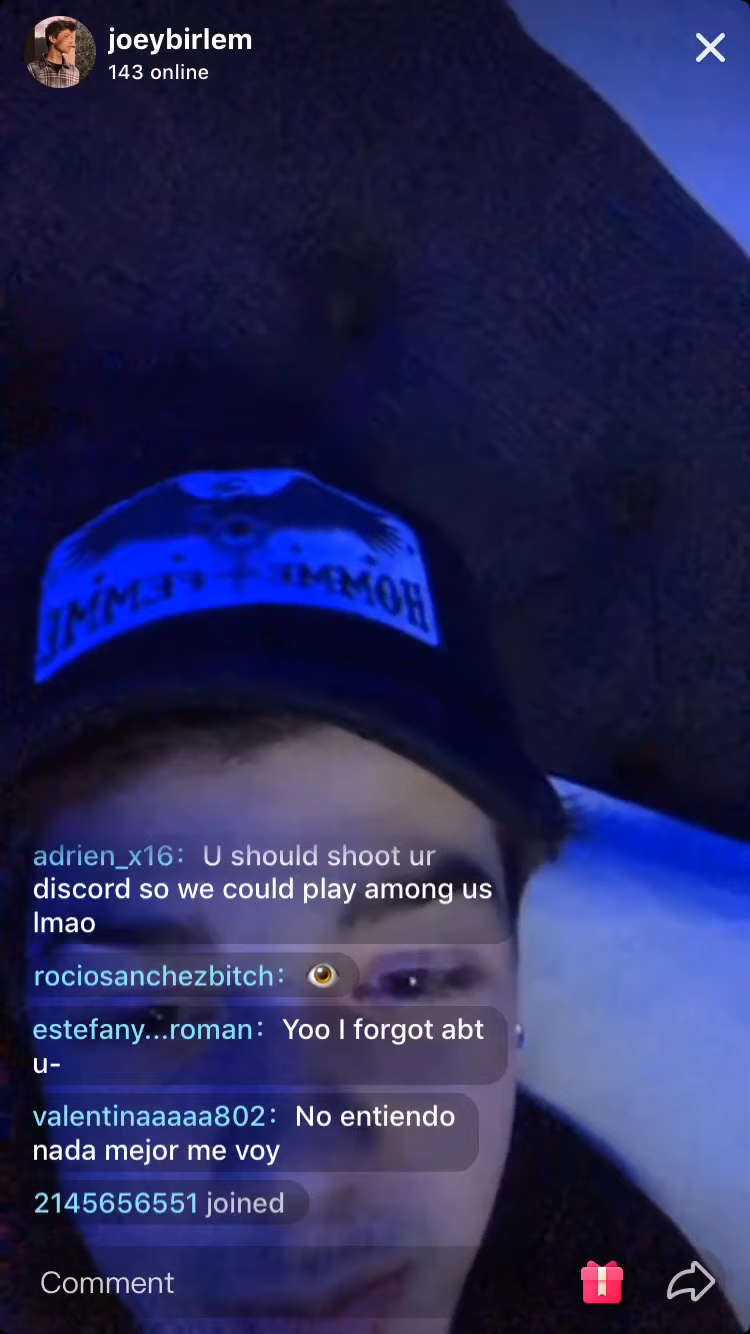 joeybirlem
143 online
HOMME + FEMME
adrien_x16: U should shoot ur
discord so we could play among us
lmao
rociosanchezbitch: 👁
estefany...roman: Yoo I forgot abt
u-
valentinaaaaa802: No entiendo
nada mejor me voy
2145656551 joined
Comment